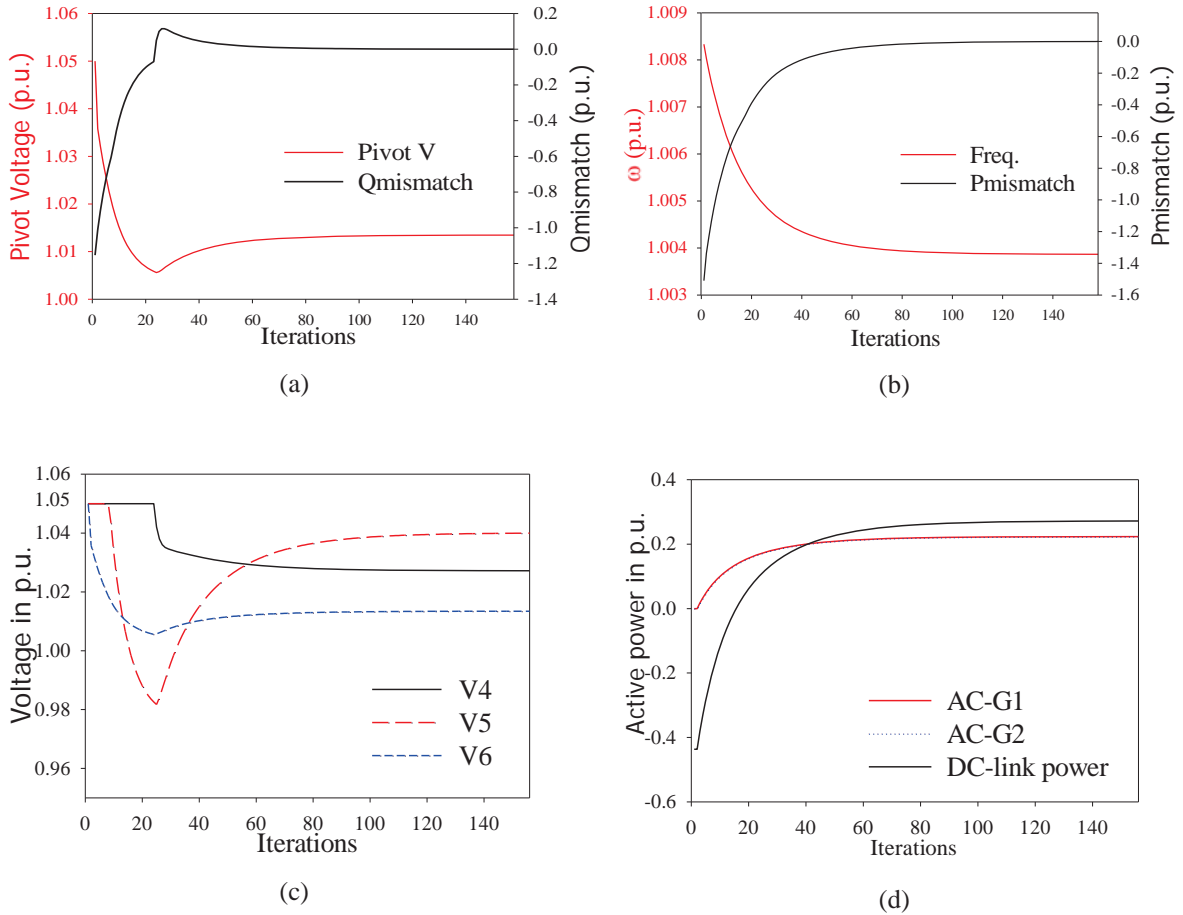 1.06
1.05
1.04
1.03
1.02
1.01
1.00
Pivot Voltage (p.u.)
0.2
0.0
-0.2
-0.4
-0.6
-0.8
-1.0
-1.2
-1.4
Qmismatch (p.u.)
Pivot V
Qmismatch
0 20 40 60 80 100 120 140
Iterations
(a)
1.009
1.008
1.007
1.006
1.005
1.004
1.003
ω (p.u.)
0.0
-0.2
-0.4
-0.6
-0.8
-1.0
-1.2
-1.4
-1.6
Pmismatch (p.u.)
Freq.
Pmismatch
0 20 40 60 80 100 120 140
Iterations
(b)
1.06
1.05
1.04
1.02
1.00
0.98
0.96
Voltage in p.u.
V4
V5
V6
0 20 40 60 80 100 120 140
Iterations
(c)
0.4
0.2
0.0
-0.2
-0.4
-0.6
Active power in p.u.
AC-G1
AC-G2
DC-link power
0 20 40 60 80 100 120 140
Iterations
(d)